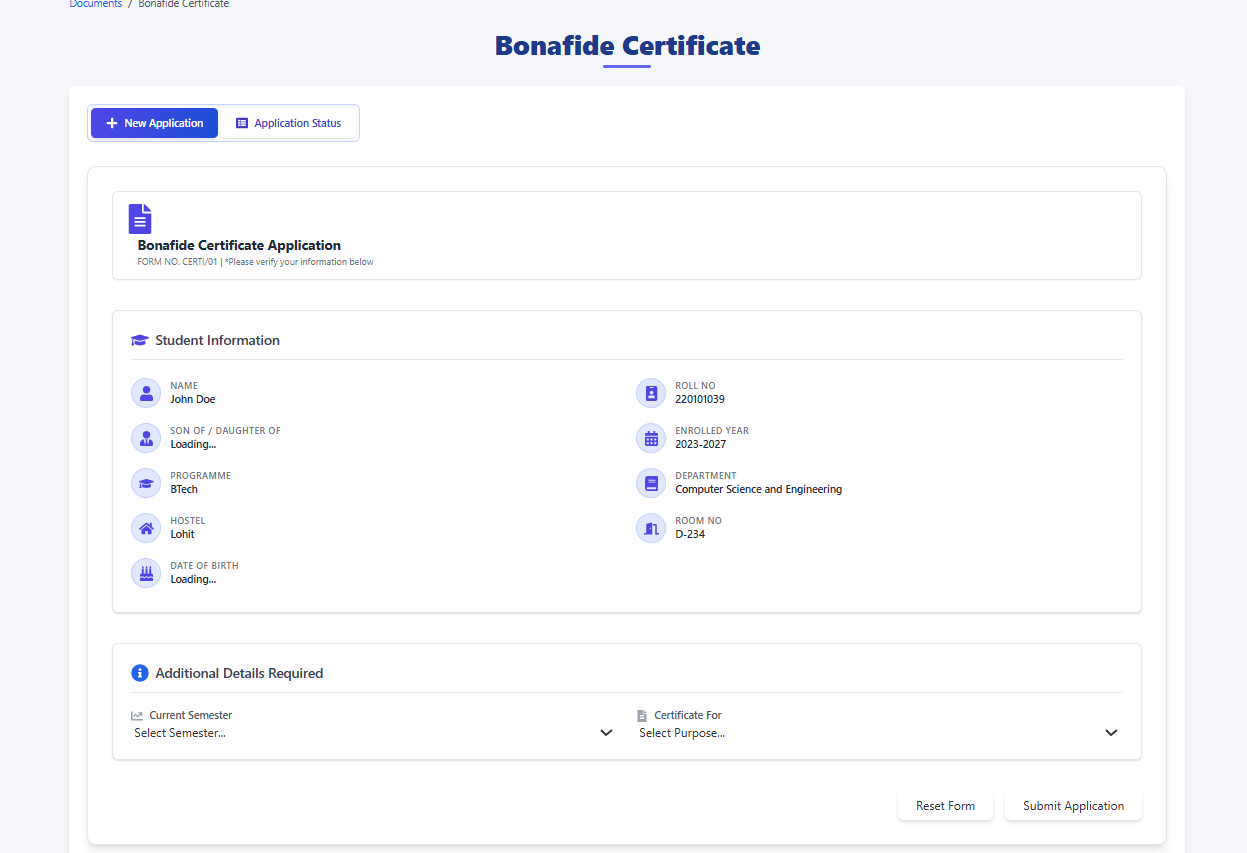 Documents / Bonafide Certificate
Bonafide Certificate
New Application
Application Status
Bonafide Certificate Application
FORM NO. CERTI/01 | *Please verify your information below
Student Information
NAME
John Doe
ROLL NO
220101039
SON OF / DAUGHTER OF
Loading...
ENROLLED YEAR
2023-2027
PROGRAMME
BTech
DEPARTMENT
Computer Science and Engineering
HOSTEL
Lohit
ROOM NO
D-234
DATE OF BIRTH
Loading...
Additional Details Required
Current Semester
Select Semester...
Certificate For
Select Purpose...
Reset Form
Submit Application